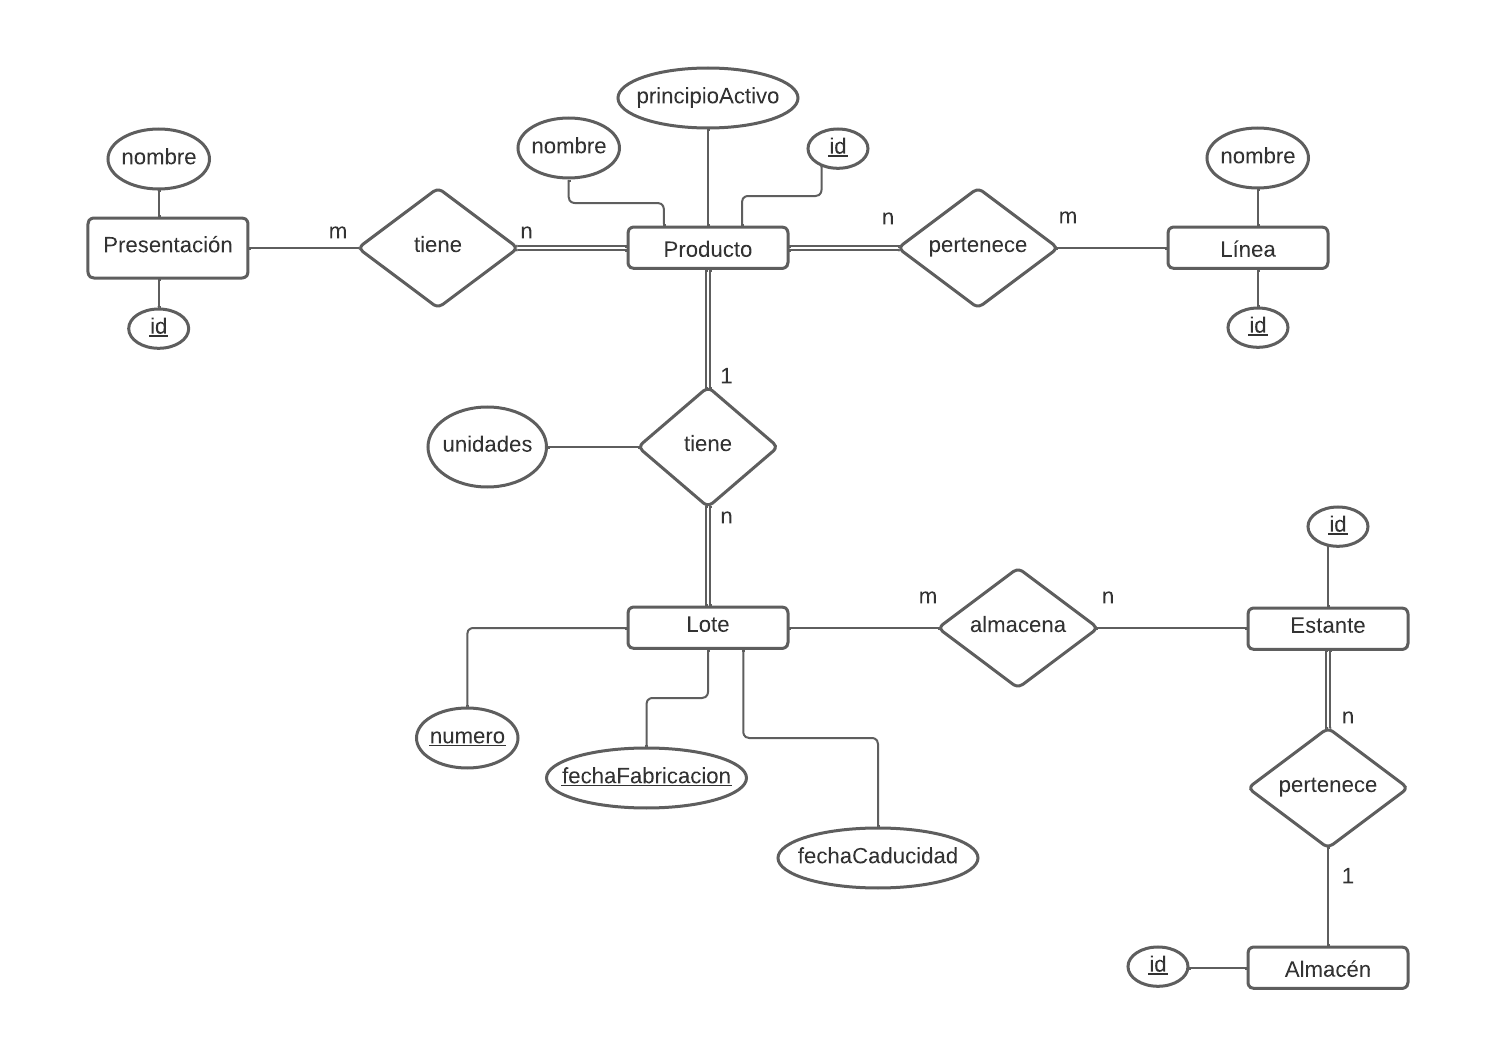 principioActivo
nombre
id
nombre
nombre
m
n
n
m
Presentación
tiene
Producto
pertenece
Línea
id
id
1
unidades
tiene
n
id
m
n
Lote
almacena
Estante
numero
fechaFabricacion
n
pertenece
fechaCaducidad
1
id
Almacén